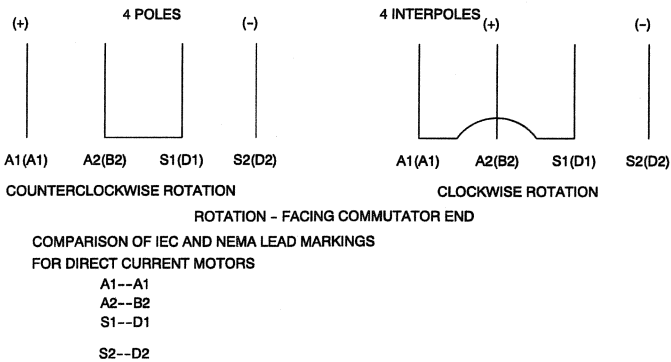 4 POLES 4 INTERPOLES
(+) (-) (+) (-)
A1(A1) A2(B2) S1(D1) S2(D2) A1(A1) A2(B2) S1(D1) S2(D2)
COUNTERCLOCKWISE ROTATION CLOCKWISE ROTATION
ROTATION - FACING COMMUTATOR END
COMPARISON OF IEC AND NEMA LEAD MARKINGS
FOR DIRECT CURRENT MOTORS
A1--A1
A2--B2
S1--D1
S2--D2